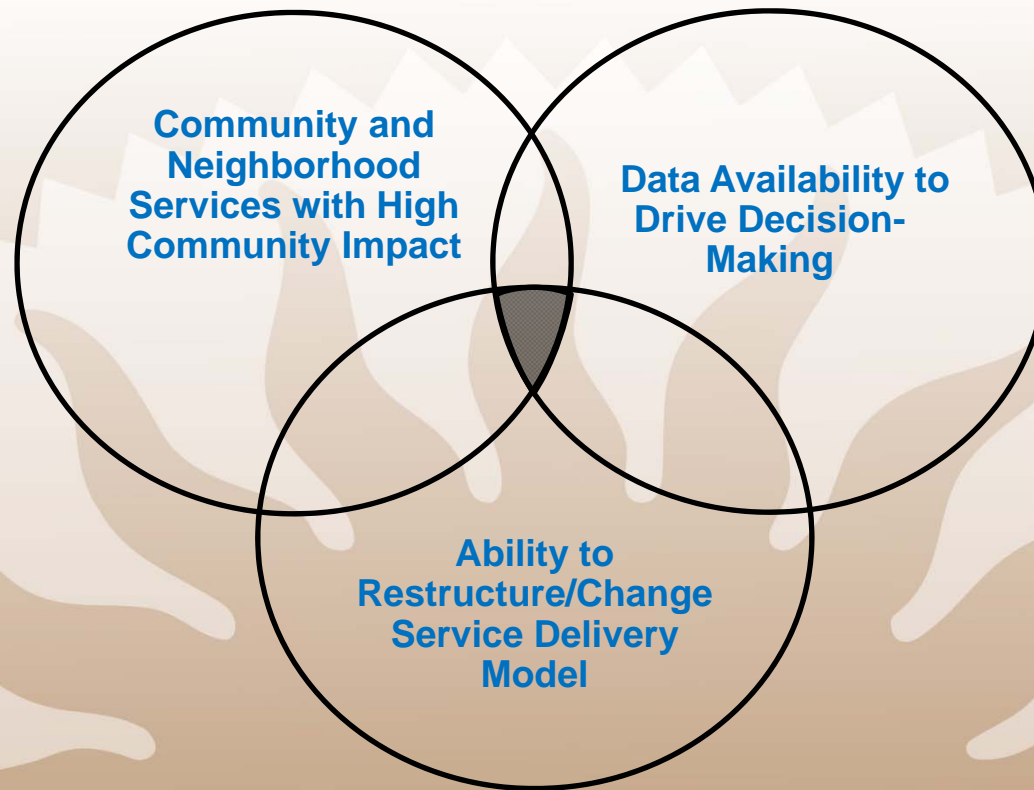 Community and
Neighborhood
Services with High
Community Impact
Data Availability to
Drive Decision-
Making
Ability to
Restructure/Change
Service Delivery
Model